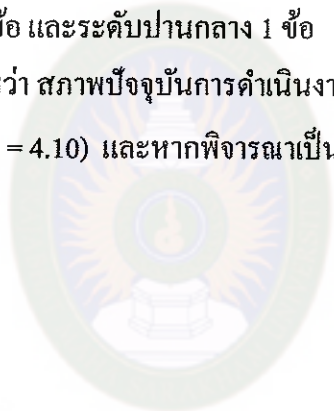 ข้อ และระดับปานกลาง 1 ข้อ
ว่า สภาพปัจจุบันการดำเนินงา
= 4.10) และหากพิจารณาเป็น